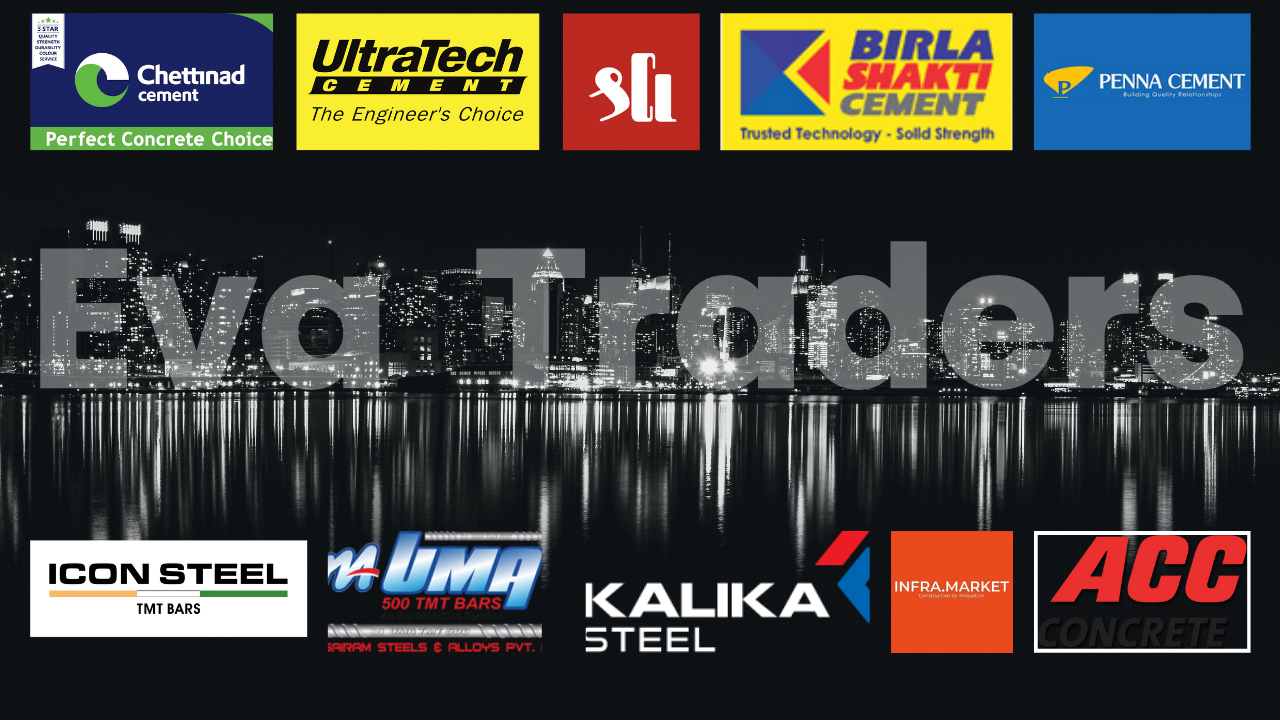 5 STAR
QUALITY
STRENGTH
DURABILITY
COLOUR
SERVICE
Chettinad
cement
Perfect Concrete Choice
UltraTech
CEMENT
The Engineer's Choice
BIRLA
SHAKTI
CEMENT
Trusted Technology - Solid Strength
P
PENNA CEMENT
Building Quality Relationships
Eva Traders
ICON STEEL
TMT BARS
UMA
500 TMT BARS
SAIRAM STEELS & ALLOYS PVT.
KALIKA
STEEL
INFRA.MARKET
Construction by Innovation
ACC
CONCRETE